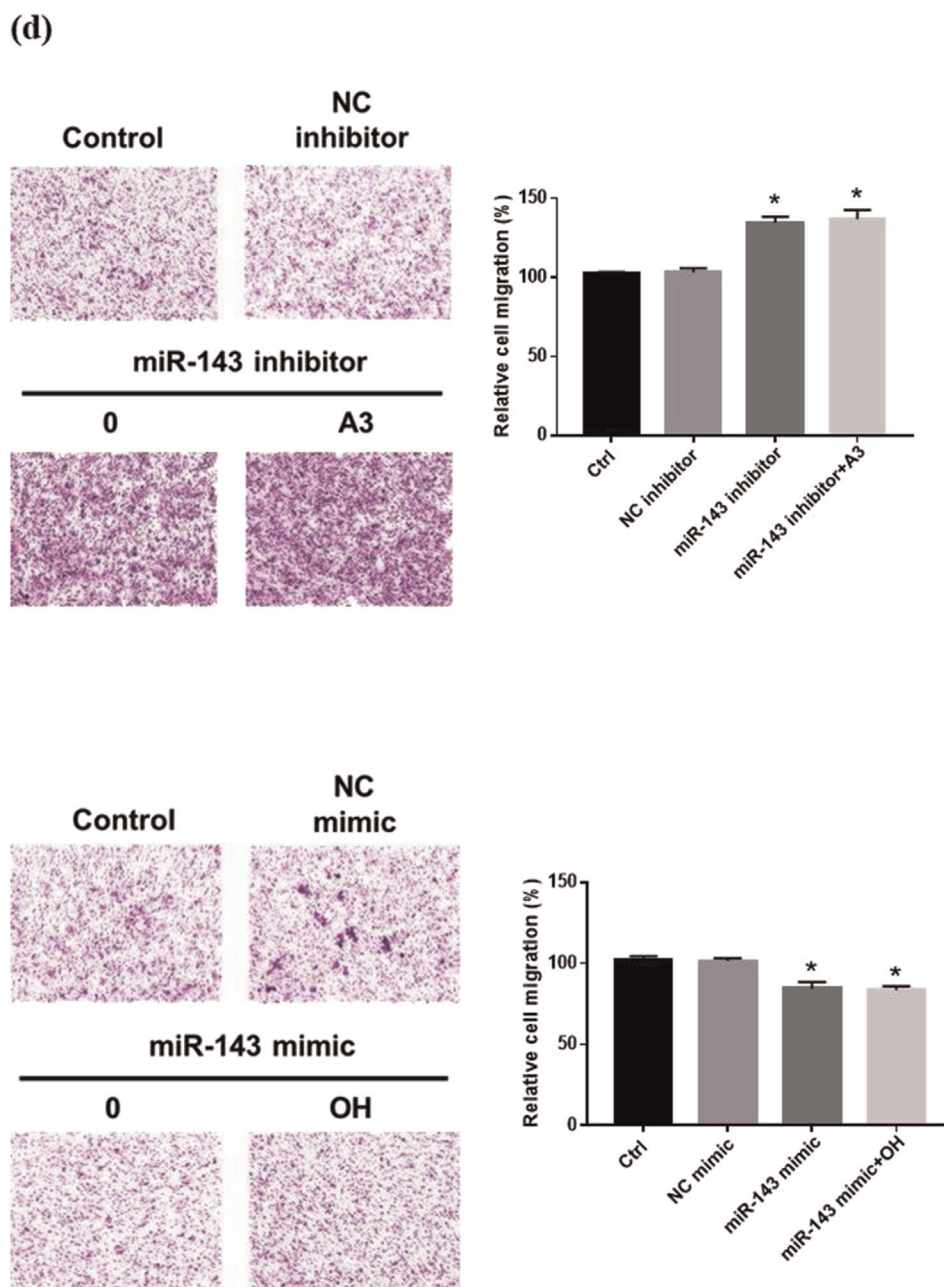 (d)
Control
NC
inhibitor
miR-143 inhibitor
0
A3
Relative cell migration (%)
150
100
50
0
Ctrl
NC inhibitor
miR-143 inhibitor
miR-143 inhibitor+A3
*
*
Control
NC
mimic
miR-143 mimic
0
OH
Relative cell migration (%)
150
100
50
0
Ctrl
NC mimic
miR-143 mimic
miR-143 mimic+OH
*
*